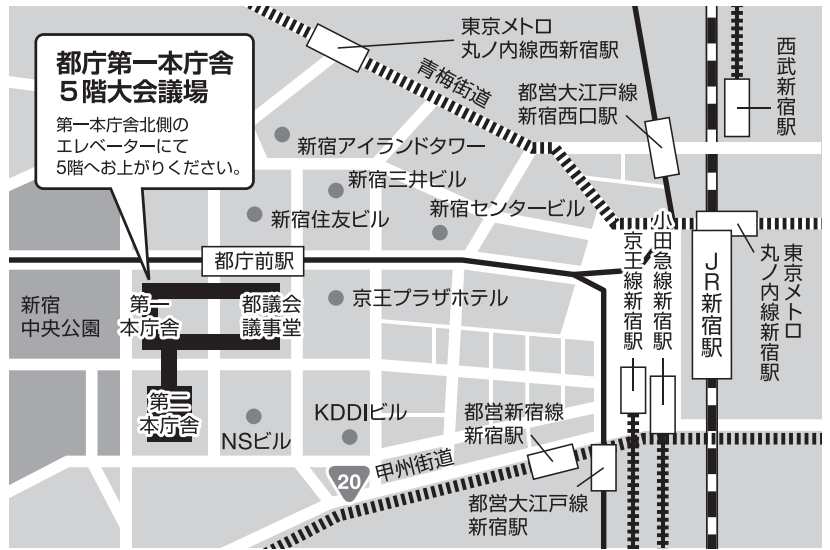 都庁第一本庁舎
5階大会議場
第一本庁舎北側の
エレベーターにて
5階へお上がりください。
東京メトロ
丸ノ内線西新宿駅
青梅街道
都営大江戸線
新宿西口駅
西武新宿駅
新宿アイランドタワー
新宿三井ビル
新宿住友ビル
新宿センタービル
都庁前駅
小田急線新宿駅
京王線新宿駅
JR新宿駅
東京メトロ
丸ノ内線新宿駅
新宿
中央公園
第一
本庁舎
都議会
議事堂
京王プラザホテル
第二
本庁舎
NSビル
KDDIビル
都営新宿線
新宿駅
甲州街道
20
都営大江戸線
新宿駅